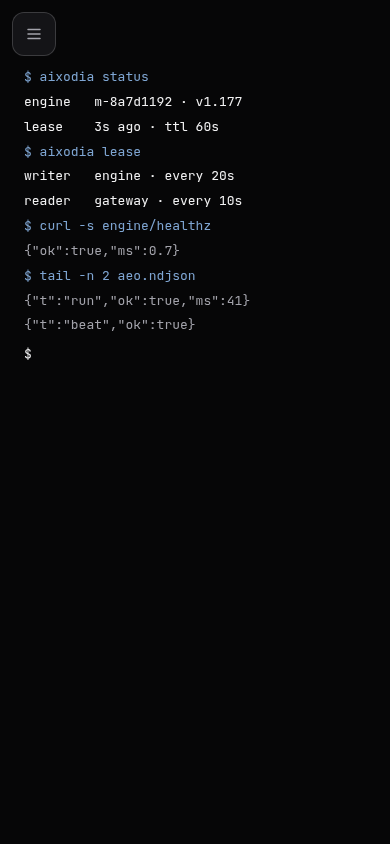 $ aixodia status
engine   m-8a7d1192 · v1.177
lease    3s ago · ttl 60s
$ aixodia lease
writer   engine · every 20s
reader   gateway · every 10s
$ curl -s engine/healthz
{"ok":true,"ms":0.7}
$ tail -n 2 aeo.ndjson
{"t":"run","ok":true,"ms":41}
{"t":"beat","ok":true}
$